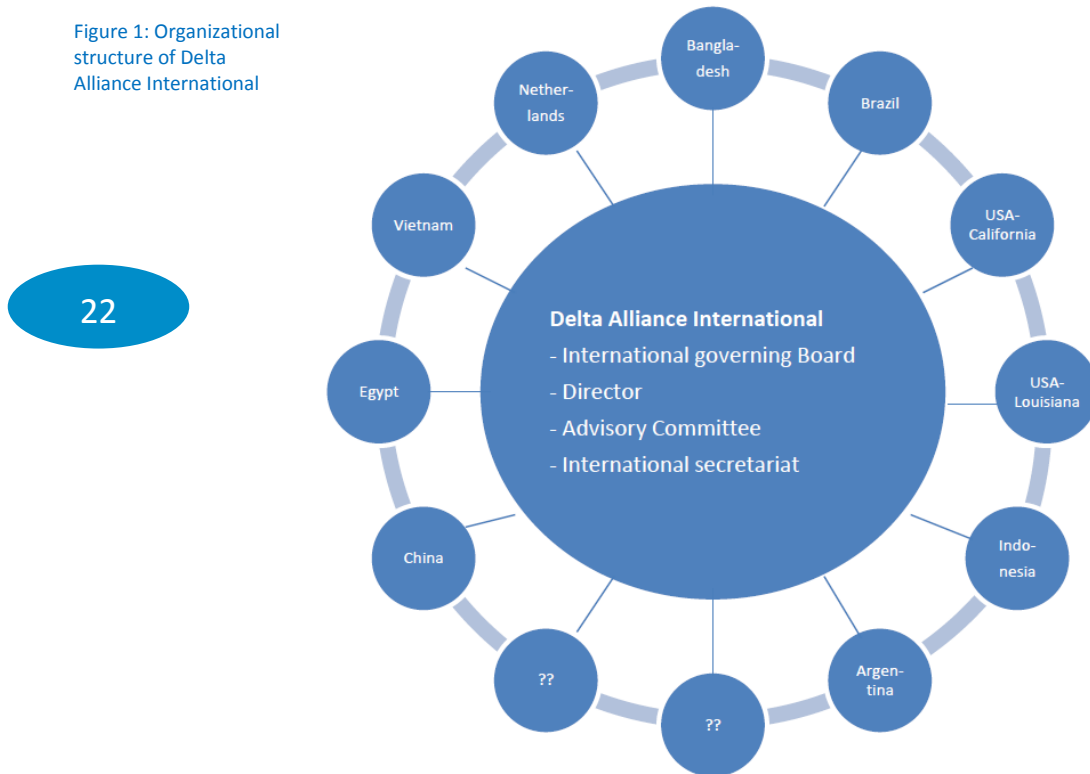 Figure 1: Organizational
structure of Delta
Alliance International
22
Bangla-
desh
Brazil
USA-
California
USA-
Louisiana
Indo-
nesia
Argen-
tina
??
??
China
Egypt
Vietnam
Nether-
lands
Delta Alliance International
- International governing Board
- Director
- Advisory Committee
- International secretariat